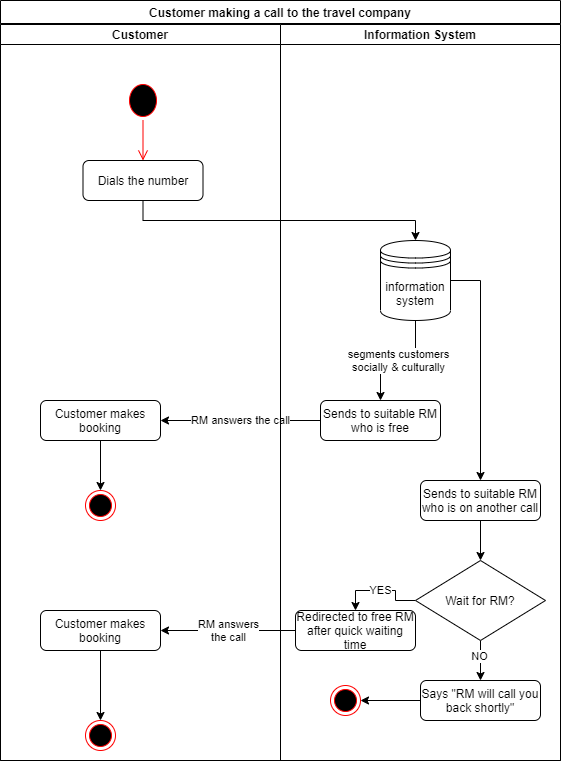 Customer making a call to the travel company
Customer
Information System
Dials the number
information
system
segments customers
socially & culturally
Customer makes
booking
RM answers the call
Sends to suitable RM
who is free
Sends to suitable RM
who is on another call
Wait for RM?
YES
Customer makes
booking
RM answers
the call
Redirected to free RM
after quick waiting
time
NO
Says "RM will call you
back shortly"